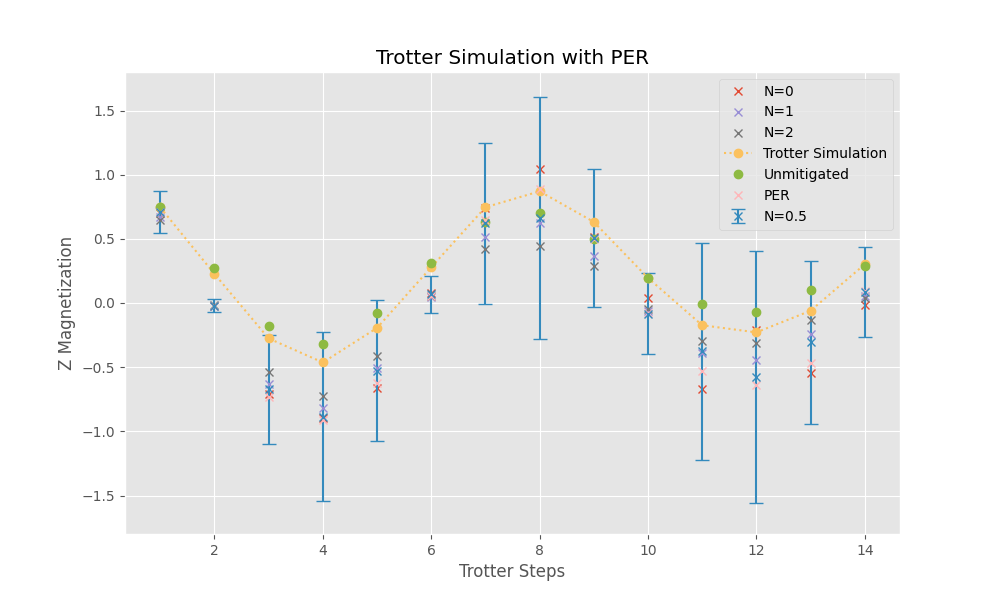 Trotter Simulation with PER
N=0
N=1
N=2
Trotter Simulation
Unmitigated
PER
N=0.5
Z Magnetization
1.5
1.0
0.5
0.0
−0.5
−1.0
−1.5
2 4 6 8 10 12 14
Trotter Steps